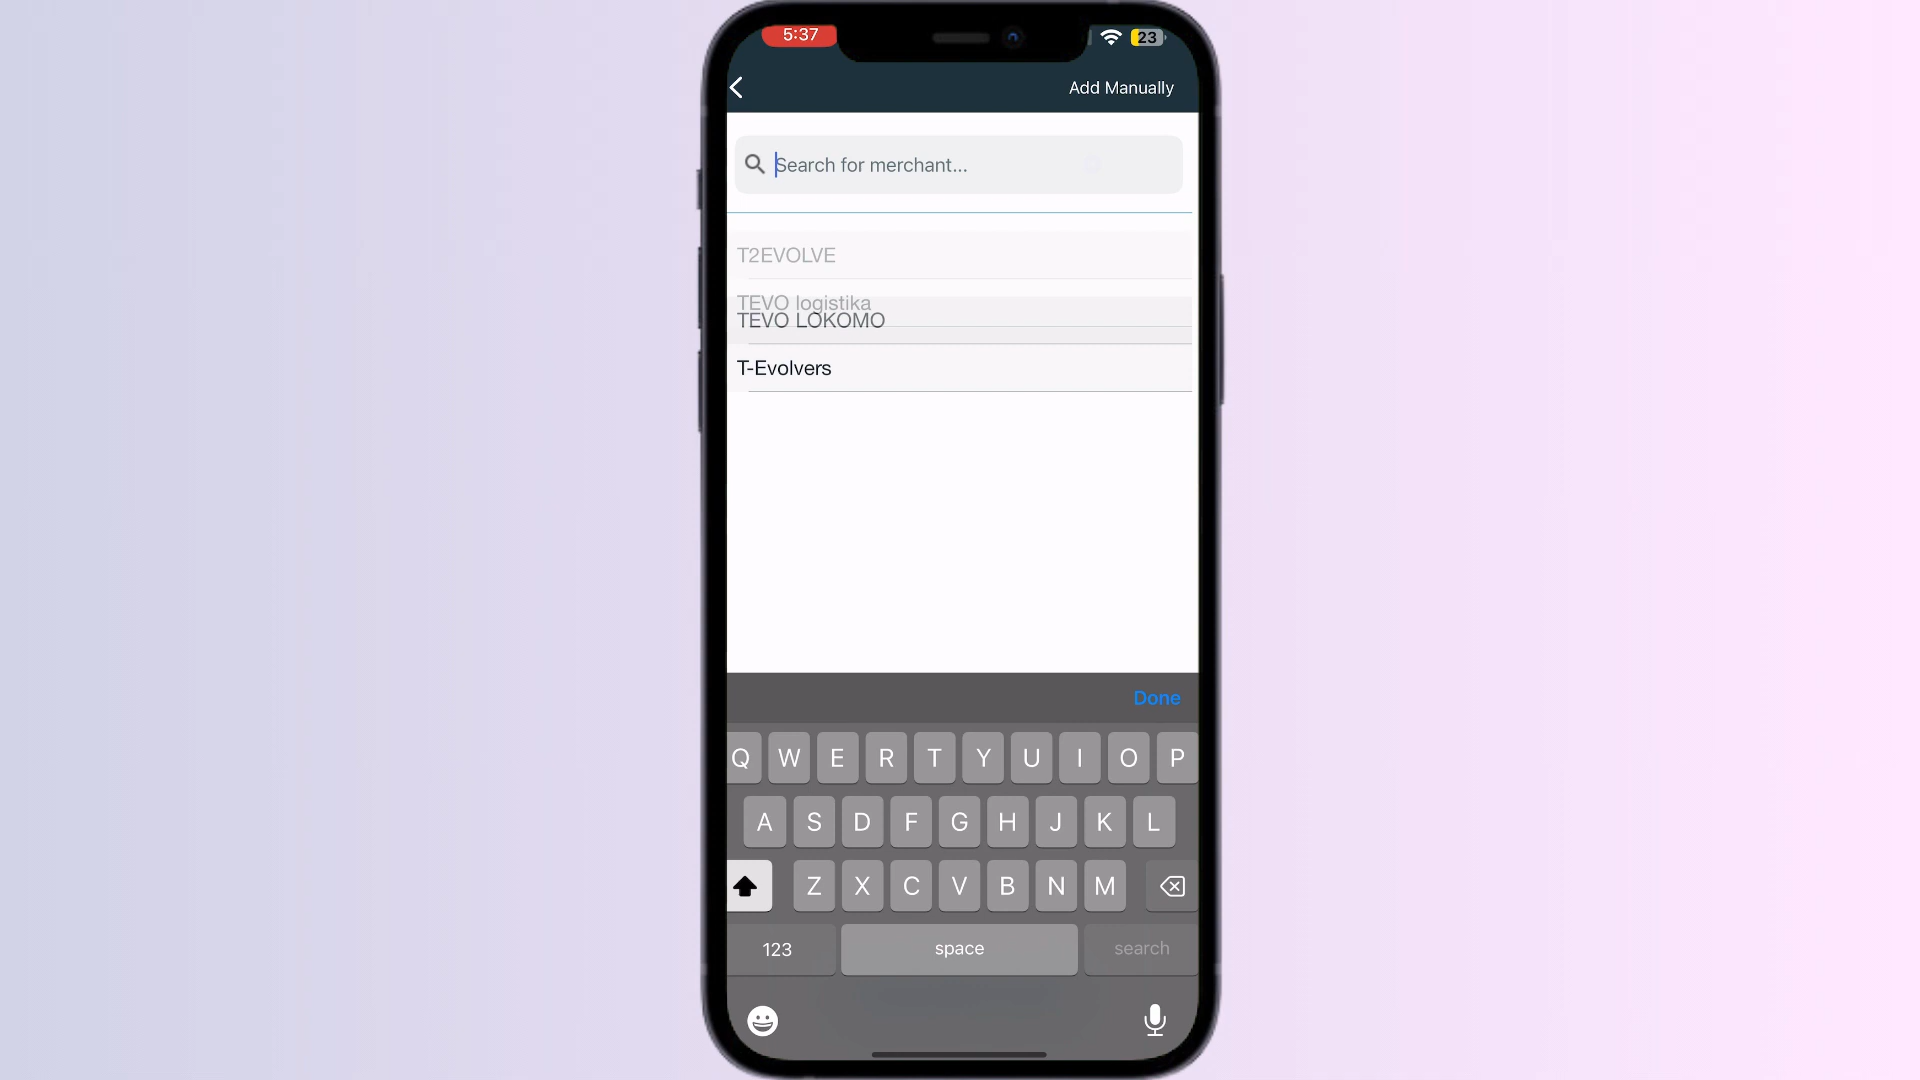 5:37
23
Add Manually
Search for merchant...
T2EVOLVE
TEVO logistika
TEVO LOKOMO
T-Evolvers
Done
Q W E R T Y U I O P
A S D F G H J K L
Z X C V B N M
123 space search